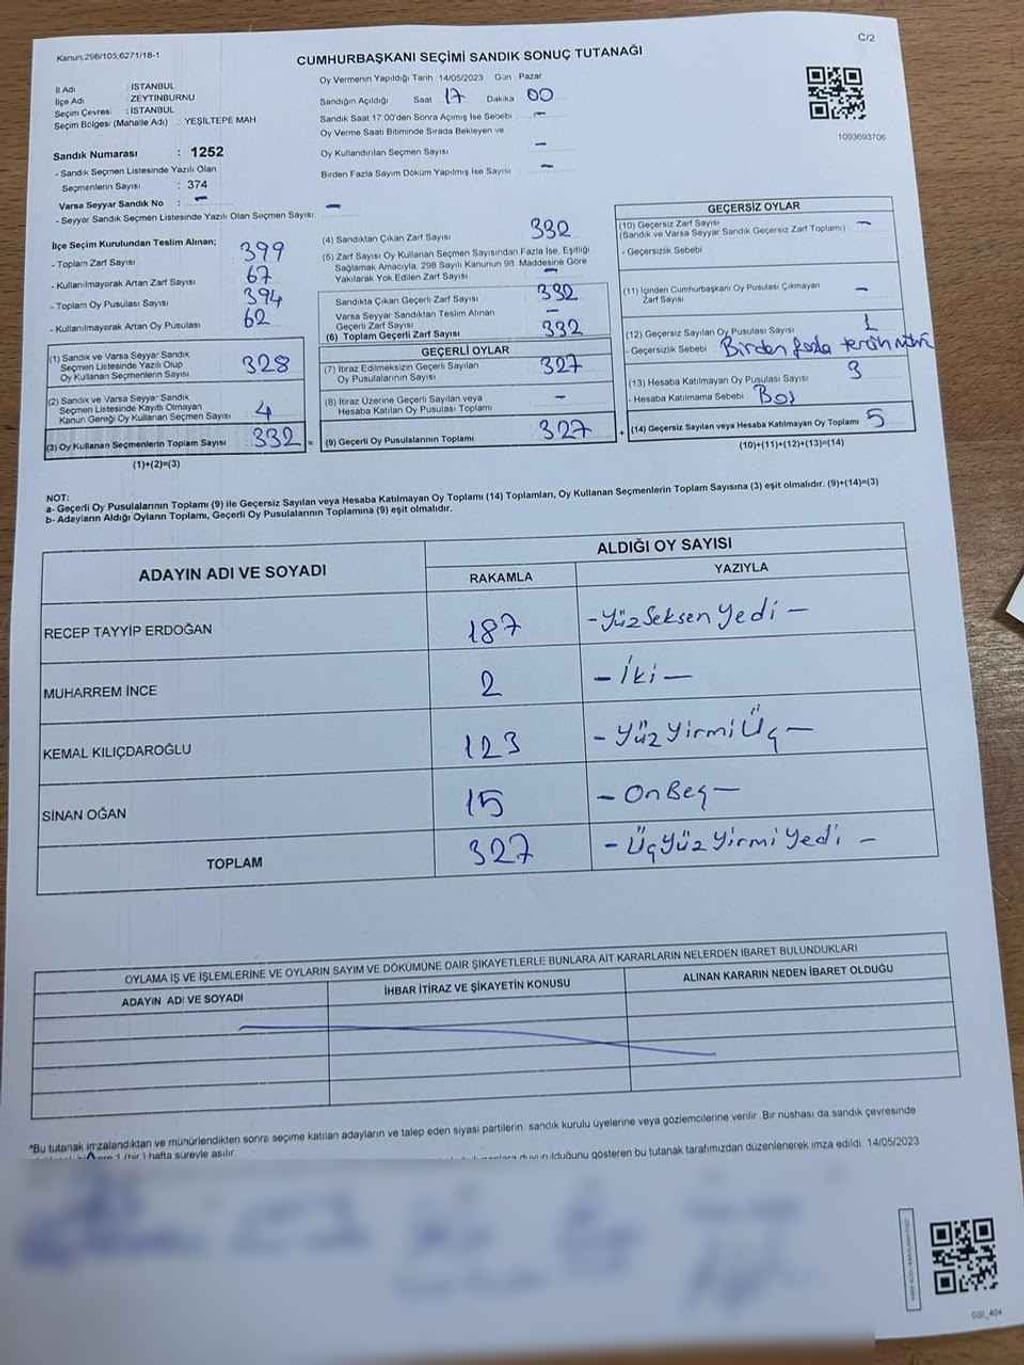 Kanun:298/105,6271/18-1
C/2
CUMHURBAŞKANI SEÇİMİ SANDIK SONUÇ TUTANAĞI
İl Adı : İSTANBUL
İlçe Adı : ZEYTİNBURNU
Seçim Çevresi : İSTANBUL
Seçim Bölgesi (Mahalle Adı) : YEŞİLTEPE MAH
Oy Vermenin Yapıldığı Tarih : 14/05/2023 Gün : Pazar
Sandığın Açıldığı Saat 17 Dakika 00
Sandık Saat 17:00'den Sonra Açılmış İse Sebebi : -
Oy Verme Saati Bitiminde Sırada Bekleyen ve
Oy Kullandırılan Seçmen Sayısı -
Birden Fazla Sayım Döküm Yapılmış İse Sayısı -
1093693706
Sandık Numarası : 1252
- Sandık Seçmen Listesinde Yazılı Olan
Seçmenlerin Sayısı : 374
Varsa Seyyar Sandık No : -
- Seyyar Sandık Seçmen Listesinde Yazılı Olan Seçmen Sayısı: -
İlçe Seçim Kurulundan Teslim Alınan;
- Toplam Zarf Sayısı 399
- Kullanılmayarak Artan Zarf Sayısı 67
- Toplam Oy Pusulası Sayısı 394
- Kullanılmayarak Artan Oy Pusulası 62
(1) Sandık ve Varsa Seyyar Sandık
Seçmen Listesinde Yazılı Olup
Oy Kullanan Seçmenlerin Sayısı 328
(2) Sandık ve Varsa Seyyar Sandık
Seçmen Listesinde Kayıtlı Olmayan
Kanun Gereği Oy Kullanan Seçmen Sayısı 4
(3) Oy Kullanan Seçmenlerin Toplam Sayısı 332 =
(1)+(2)=(3)
(4) Sandıktan Çıkan Zarf Sayısı 332
(5) Zarf Sayısı Oy Kullanan Seçmen Sayısından Fazla İse, Eşitliği
Sağlamak Amacıyla, 298 Sayılı Kanunun 98. Maddesine Göre
Yakılarak Yok Edilen Zarf Sayısı -
Sandıkta Çıkan Geçerli Zarf Sayısı 332
Varsa Seyyar Sandıktan Teslim Alınan
Geçerli Zarf Sayısı -
(6) Toplam Geçerli Zarf Sayısı 332
GEÇERLİ OYLAR
(7) İtiraz Edilmeksizin Geçerli Sayılan
Oy Pusulalarının Sayısı 327
(8) İtiraz Üzerine Geçerli Sayılan veya
Hesaba Katılan Oy Pusulası Toplamı -
(9) Geçerli Oy Pusulalarının Toplamı 327 +
GEÇERSİZ OYLAR
(10) Geçersiz Zarf Sayısı
(Sandık ve Varsa Seyyar Sandık Geçersiz Zarf Toplamı) -
- Geçersizlik Sebebi
(11) İçinden Cumhurbaşkanı Oy Pusulası Çıkmayan
Zarf Sayısı -
(12) Geçersiz Sayılan Oy Pusulası Sayısı 1
- Geçersizlik Sebebi Birden fazla tercih
(13) Hesaba Katılmayan Oy Pusulası Sayısı 3
- Hesaba Katılmama Sebebi Boş
(14) Geçersiz Sayılan veya Hesaba Katılmayan Oy Toplamı 5
(10)+(11)+(12)+(13)=(14)
NOT:
a- Geçerli Oy Pusulalarının Toplamı (9) ile Geçersiz Sayılan veya Hesaba Katılmayan Oy Toplamı (14) Toplamları, Oy Kullanan Seçmenlerin Toplam Sayısına (3) eşit olmalıdır. (9)+(14)=(3)
b- Adayların Aldığı Oyların Toplamı, Geçerli Oy Pusulalarının Toplamına (9) eşit olmalıdır.
ADAYIN ADI VE SOYADI
ALDIĞI OY SAYISI
RAKAMLA
YAZIYLA
RECEP TAYYİP ERDOĞAN 187 - Yüz Seksen Yedi -
MUHARREM İNCE 2 - İki -
KEMAL KILIÇDAROĞLU 123 - Yüz Yirmi Üç -
SİNAN OĞAN 15 - On Beş -
TOPLAM 327 - Üç Yüz Yirmi Yedi -
OYLAMA İŞ VE İŞLEMLERİNE VE OYLARIN SAYIM VE DÖKÜMÜNE DAİR ŞİKAYETLERLE BUNLARA AİT KARARLARIN NELERDEN İBARET BULUNDUKLARI
ADAYIN ADI VE SOYADI
İHBAR İTİRAZ VE ŞİKAYETİN KONUSU
ALINAN KARARIN NEDEN İBARET OLDUĞU
*Bu tutanak imzalandıktan ve mühürlendikten sonra seçime katılan adayların ve talep eden siyasi partilerin, sandık kurulu üyelerine veya gözlemcilerine verilir. Bir nüshası da sandık çevresinde
1 (bir) hafta süreyle asılır.
duyurulduğunu gösteren bu tutanak tarafımızdan düzenlenerek imza edildi. 14/05/2023